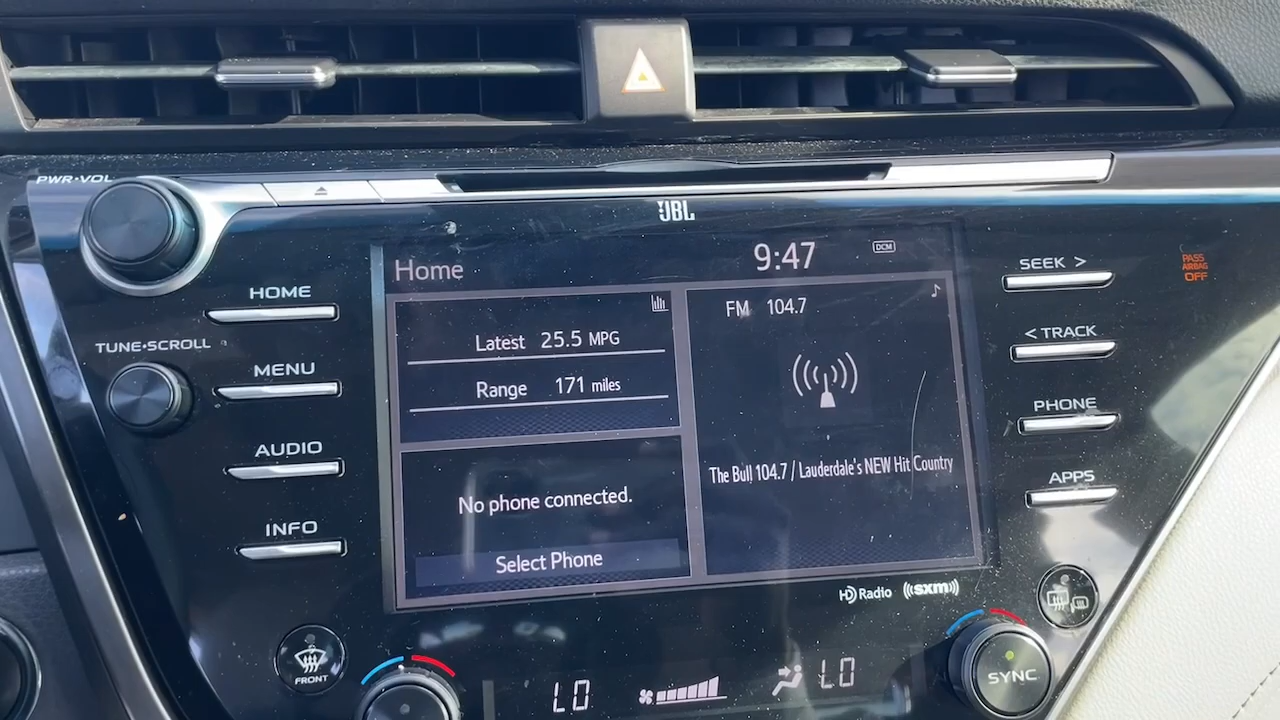 PWR•VOL
JBL
HOME
TUNE•SCROLL
MENU
AUDIO
INFO
Home
9:47
DCM
Latest 25.5 MPG
Range 171 miles
No phone connected.
Select Phone
FM 104.7
The Bull 104.7 / Lauderdale's NEW Hit Country
HD Radio
((sxm))
SEEK >
< TRACK
PHONE
APPS
PASS
AIRBAG
OFF
FRONT
LO
LO
SYNC